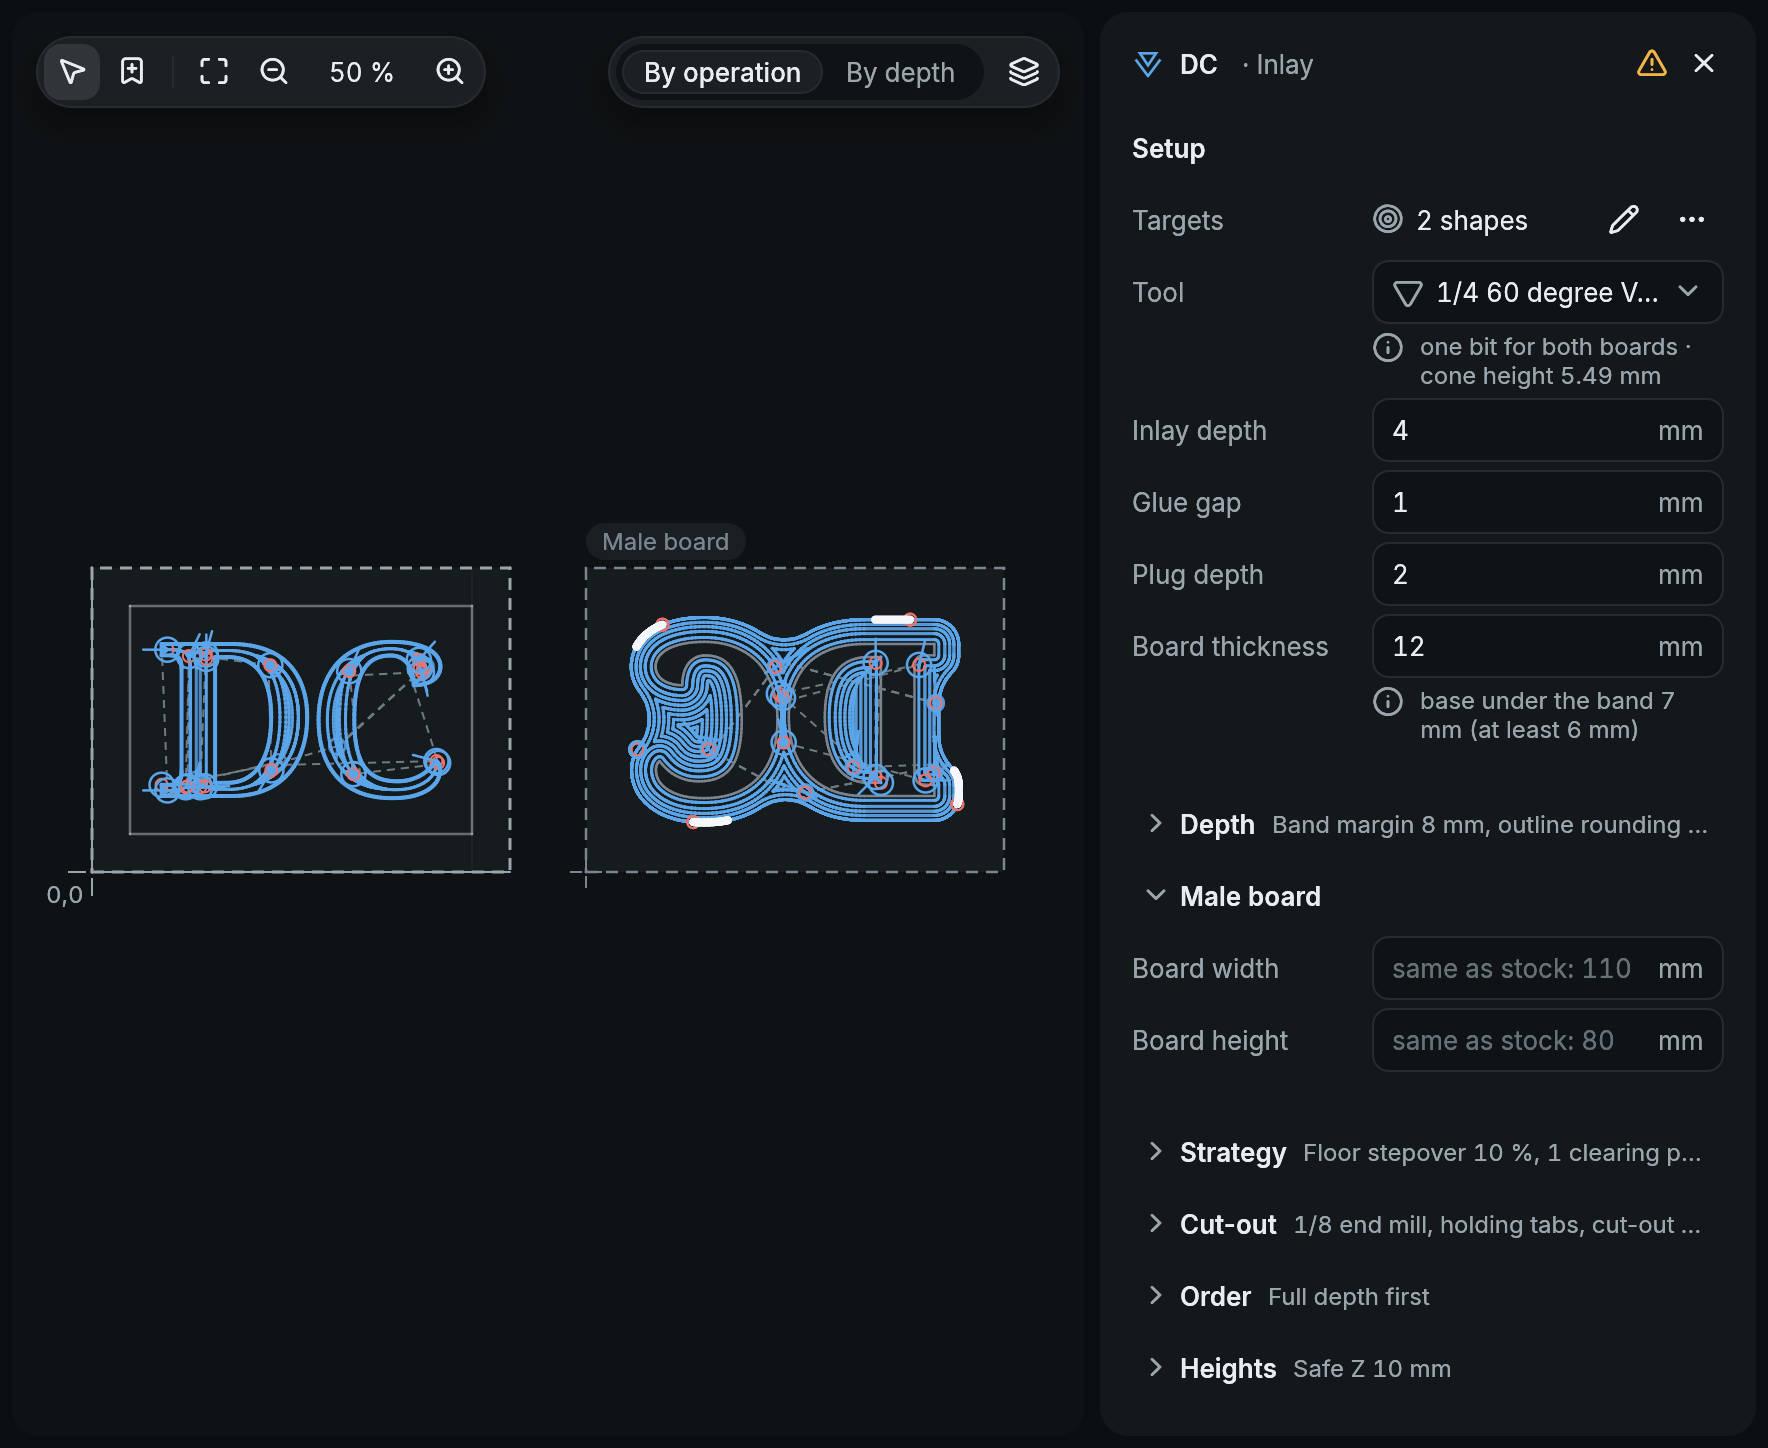 50 %
By operation
By depth
DC · Inlay
Setup
Targets
2 shapes
Tool
1/4 60 degree V...
one bit for both boards ·
cone height 5.49 mm
Inlay depth
4 mm
Glue gap
1 mm
Plug depth
2 mm
Board thickness
12 mm
base under the band 7
mm (at least 6 mm)
Depth Band margin 8 mm, outline rounding ...
Male board
Board width
same as stock: 110 mm
Board height
same as stock: 80 mm
Strategy Floor stepover 10 %, 1 clearing p...
Cut-out 1/8 end mill, holding tabs, cut-out ...
Order Full depth first
Heights Safe Z 10 mm
Male board
DC
DC
0,0